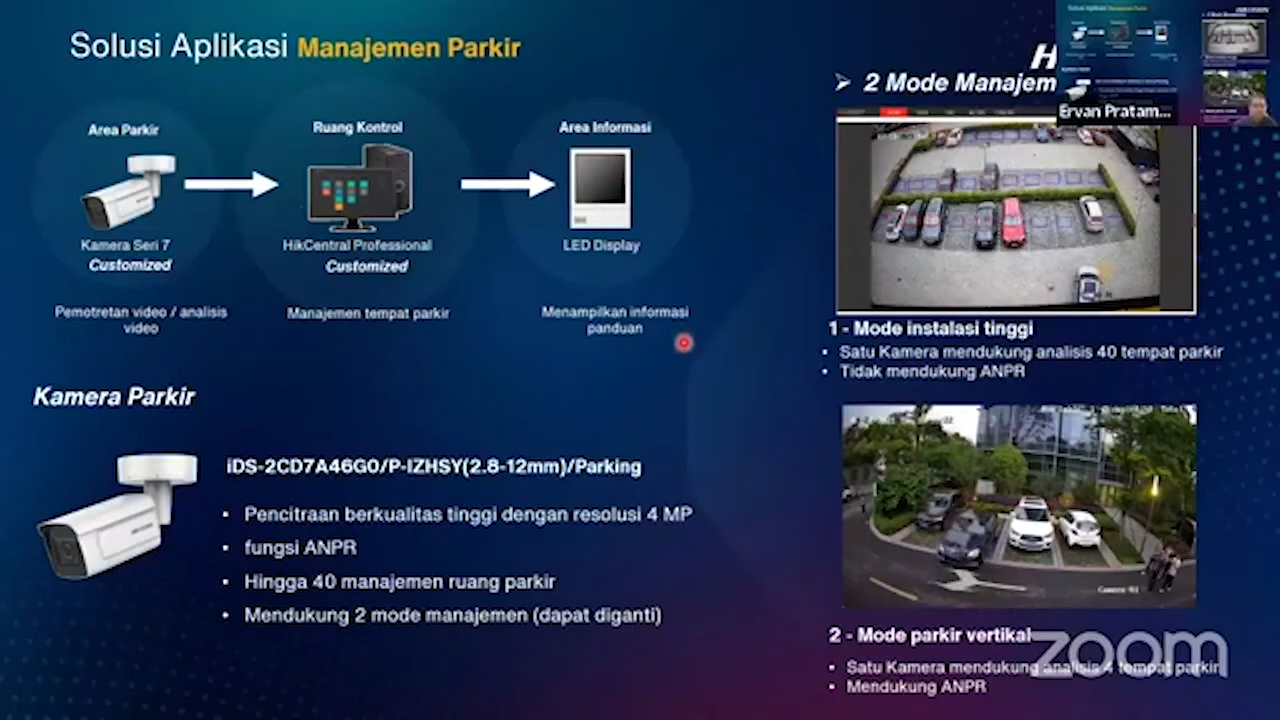 Solusi Aplikasi Manajemen Parkir
Area Parkir
Ruang Kontrol
Area Informasi
Kamera Seri 7
Customized
HikCentral Professional
Customized
LED Display
Pemotretan video / analisis
video
Manajemen tempat parkir
Menampilkan informasi
panduan
Kamera Parkir
iDS-2CD7A46G0/P-IZHSY(2.8-12mm)/Parking
• Pencitraan berkualitas tinggi dengan resolusi 4 MP
• fungsi ANPR
• Hingga 40 manajemen ruang parkir
• Mendukung 2 mode manajemen (dapat diganti)
H
➢ 2 Mode Manajem
Ervan Pratam...
1 - Mode instalasi tinggi
• Satu Kamera mendukung analisis 40 tempat parkir
• Tidak mendukung ANPR
2 - Mode parkir vertikal
• Satu Kamera mendukung analisis 4 tempat parkir
• Mendukung ANPR
zoom